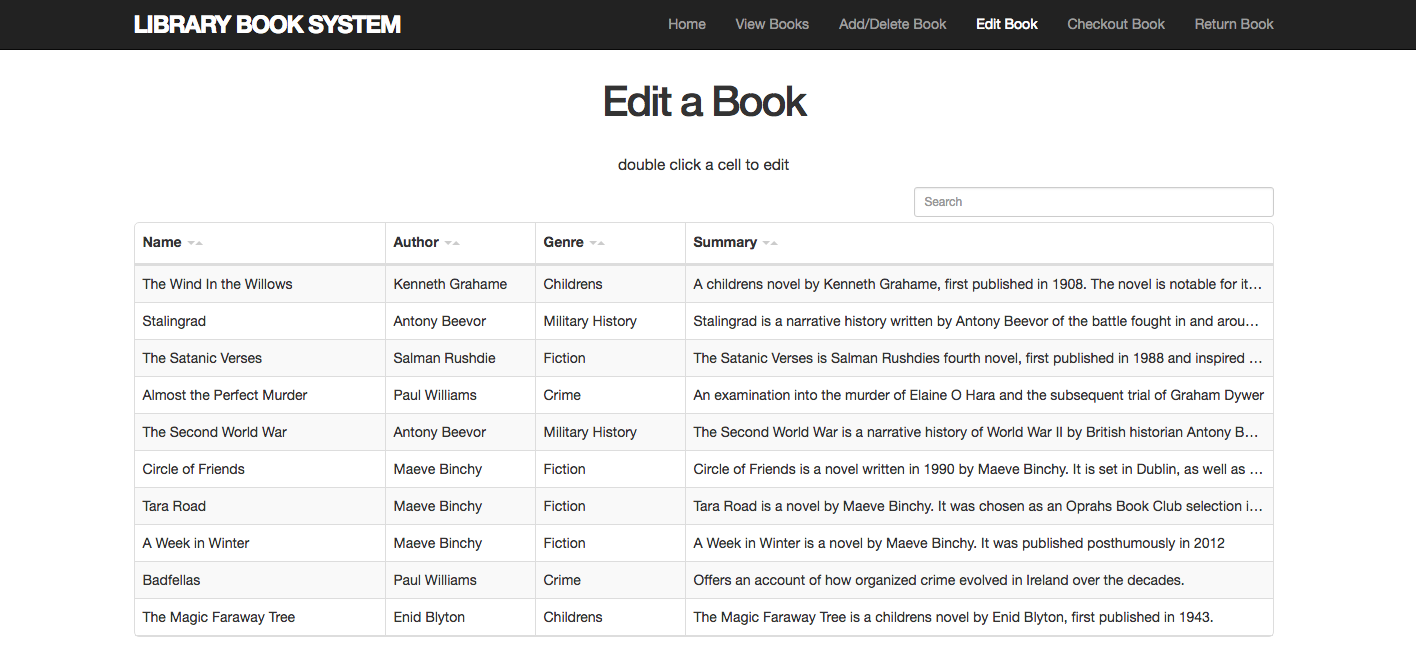 LIBRARY BOOK SYSTEM Home View Books Add/Delete Book Edit Book Checkout Book Return Book
Edit a Book
double click a cell to edit
Search
Name Author Genre Summary
The Wind In the Willows Kenneth Grahame Childrens A childrens novel by Kenneth Grahame, first published in 1908. The novel is notable for it…
Stalingrad Antony Beevor Military History Stalingrad is a narrative history written by Antony Beevor of the battle fought in and arou…
The Satanic Verses Salman Rushdie Fiction The Satanic Verses is Salman Rushdies fourth novel, first published in 1988 and inspired …
Almost the Perfect Murder Paul Williams Crime An examination into the murder of Elaine O Hara and the subsequent trial of Graham Dywer
The Second World War Antony Beevor Military History The Second World War is a narrative history of World War II by British historian Antony B…
Circle of Friends Maeve Binchy Fiction Circle of Friends is a novel written in 1990 by Maeve Binchy. It is set in Dublin, as well as …
Tara Road Maeve Binchy Fiction Tara Road is a novel by Maeve Binchy. It was chosen as an Oprahs Book Club selection i…
A Week in Winter Maeve Binchy Fiction A Week in Winter is a novel by Maeve Binchy. It was published posthumously in 2012
Badfellas Paul Williams Crime Offers an account of how organized crime evolved in Ireland over the decades.
The Magic Faraway Tree Enid Blyton Childrens The Magic Faraway Tree is a childrens novel by Enid Blyton, first published in 1943.